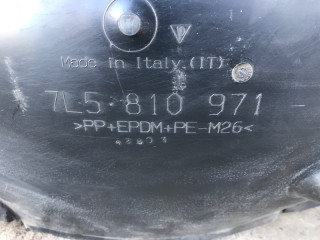 Made in Italy.(IT)
7L5·810 971 -
>PP+EPDM+PE-M26<